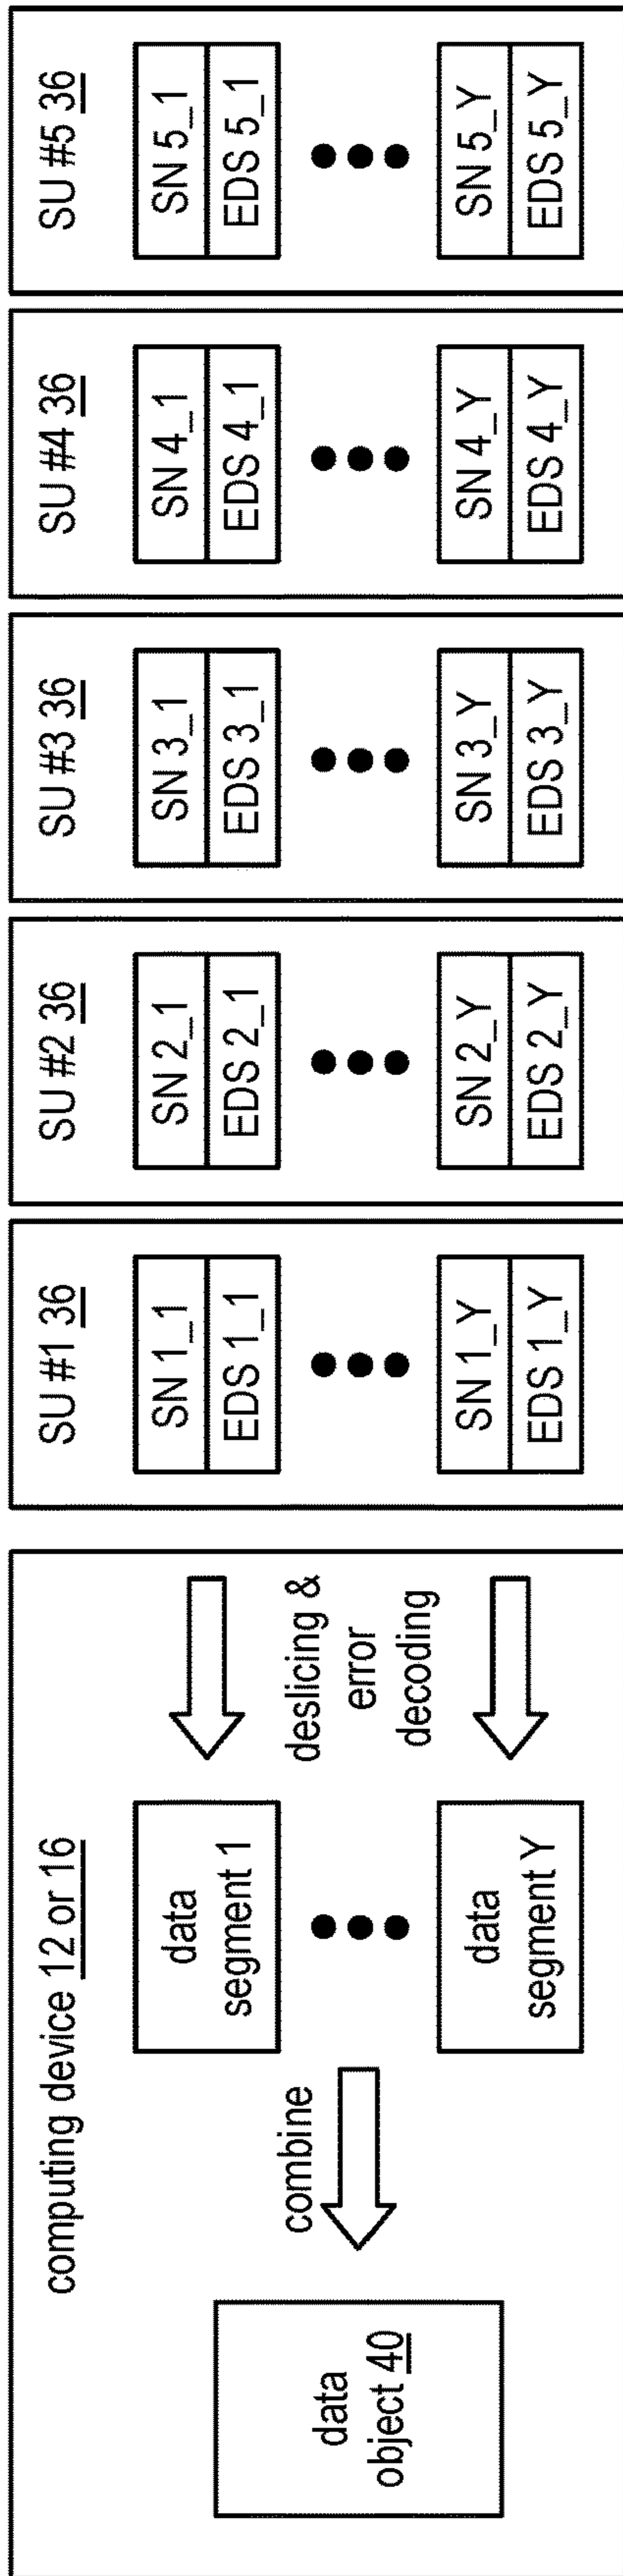 computing device 12 or 16
data
object 40
combine
data
segment 1
data
segment Y
deslicing &
error
decoding
SU #1 36
SN 1_1
EDS 1_1
SN 1_Y
EDS 1_Y
SU #2 36
SN 2_1
EDS 2_1
SN 2_Y
EDS 2_Y
SU #3 36
SN 3_1
EDS 3_1
SN 3_Y
EDS 3_Y
SU #4 36
SN 4_1
EDS 4_1
SN 4_Y
EDS 4_Y
SU #5 36
SN 5_1
EDS 5_1
SN 5_Y
EDS 5_Y